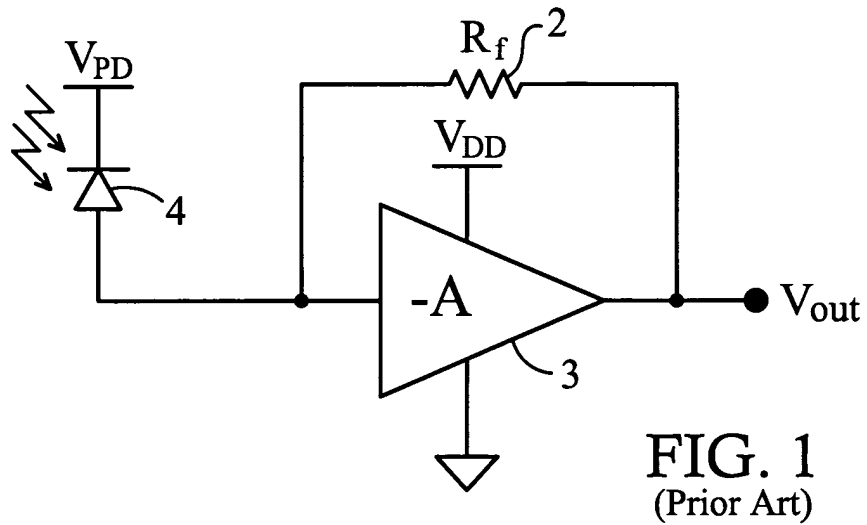 R_f 2
V_PD
V_DD
4
-A
V_out
3
FIG. 1
(Prior Art)